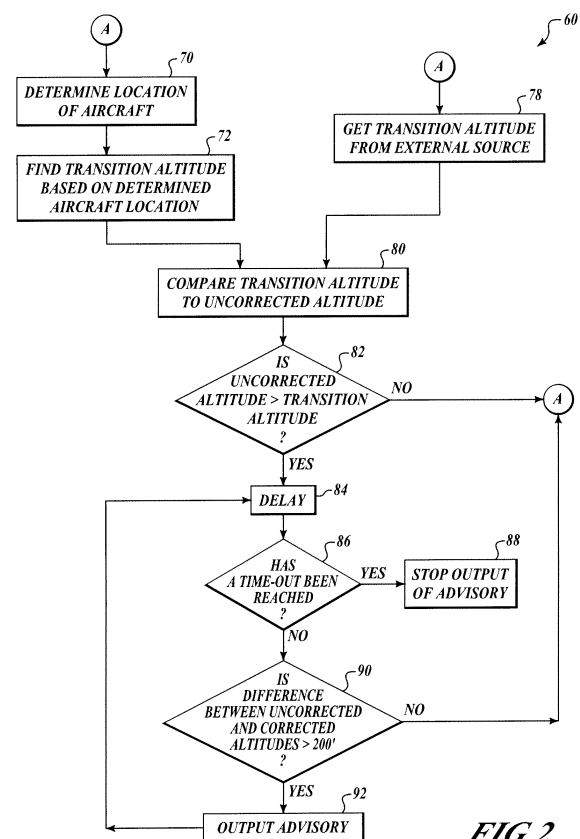 60
A
70
DETERMINE LOCATION
OF AIRCRAFT
72
FIND TRANSITION ALTITUDE
BASED ON DETERMINED
AIRCRAFT LOCATION
A
78
GET TRANSITION ALTITUDE
FROM EXTERNAL SOURCE
80
COMPARE TRANSITION ALTITUDE
TO UNCORRECTED ALTITUDE
82
IS
UNCORRECTED
ALTITUDE > TRANSITION
ALTITUDE
?
NO
A
YES
84
DELAY
86
HAS
A TIME-OUT BEEN
REACHED
?
YES
88
STOP OUTPUT
OF ADVISORY
NO
90
IS
DIFFERENCE
BETWEEN UNCORRECTED
AND CORRECTED
ALTITUDES > 200'
?
NO
YES
92
OUTPUT ADVISORY
FIG.2